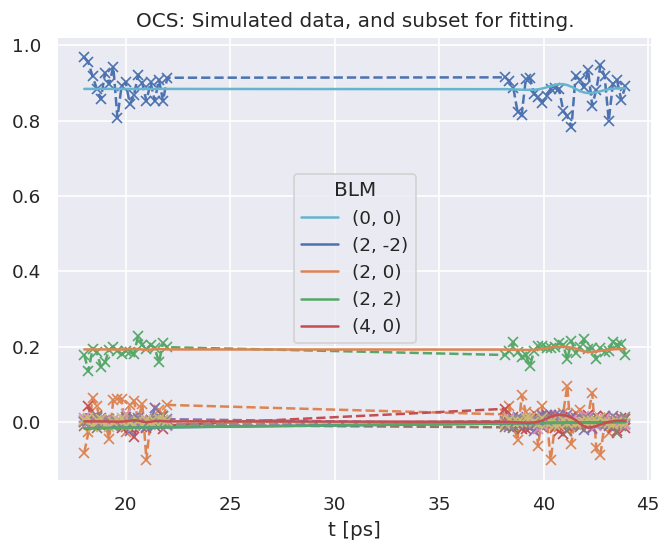 OCS: Simulated data, and subset for fitting.
1.0
0.8
0.6
0.4
0.2
0.0
BLM
(0, 0)
(2, -2)
(2, 0)
(2, 2)
(4, 0)
20 25 30 35 40 45
t [ps]